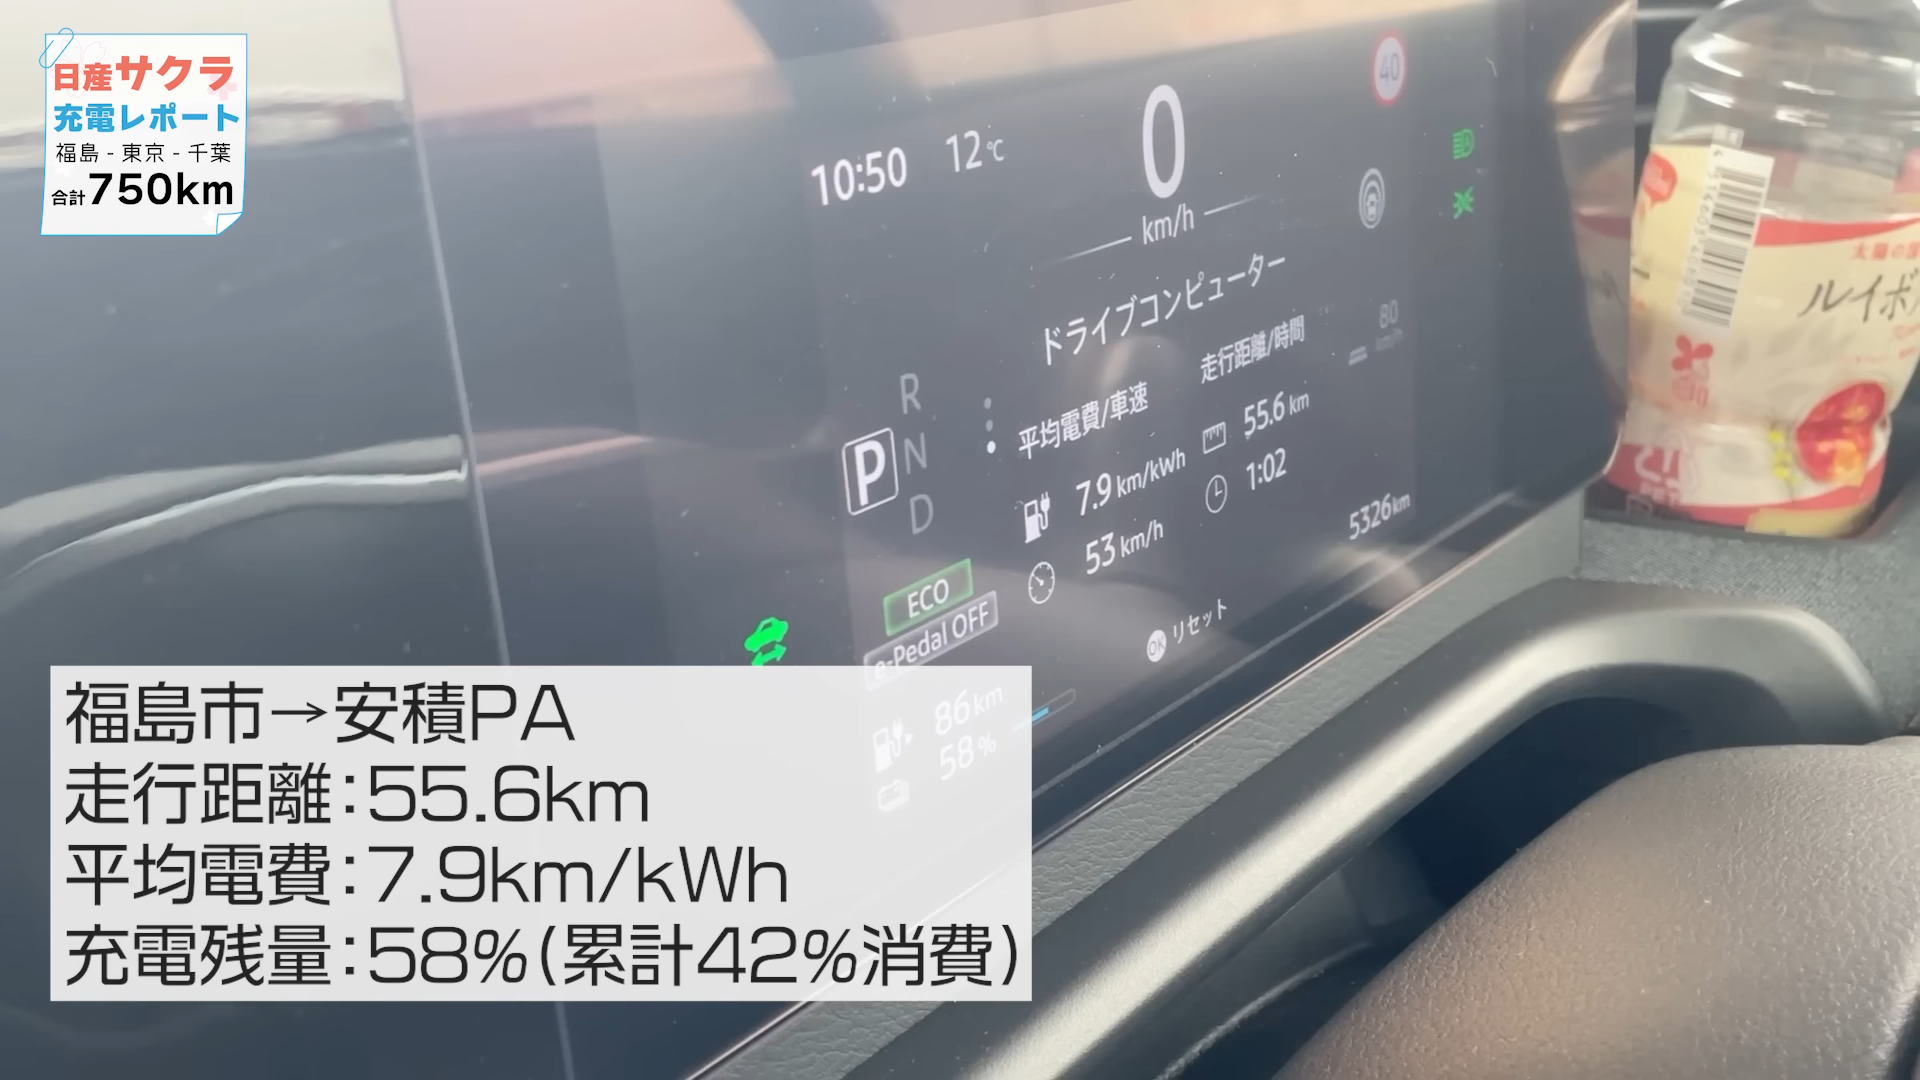 日産サクラ
充電レポート
福島 - 東京 - 千葉
合計750km
10:50 12℃
0
km/h
40
ドライブコンピューター
平均電費/車速
走行距離/時間
7.9 km/kWh
55.6 km
53 km/h
1:02
80
km/h
R
P N
D
5326km
ECO
e-Pedal OFF
OK リセット
86 km
58 %
福島市→安積PA
走行距離：55.6km
平均電費：7.9km/kWh
充電残量：58%（累計42%消費）
ルイボ